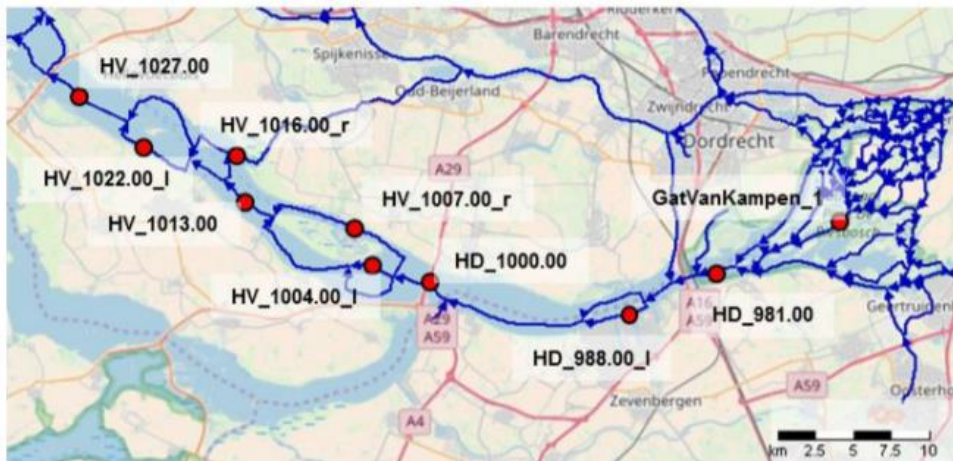 Ridderkerk
Spijkenisse
Barendrecht
HV_1027.00
Oud-Beijerland
Papendrecht
Zwijndrecht
HV_1016.00_r
Dordrecht
A29
HV_1022.00_l
HV_1007.00_r
GatVanKampen_1
HV_1013.00
HD_1000.00
HV_1004.00_l
A16
A59
HD_981.00
A29
A59
HD_988.00_l
Zevenbergen
A59
A4
km 2.5 5 7.5 10